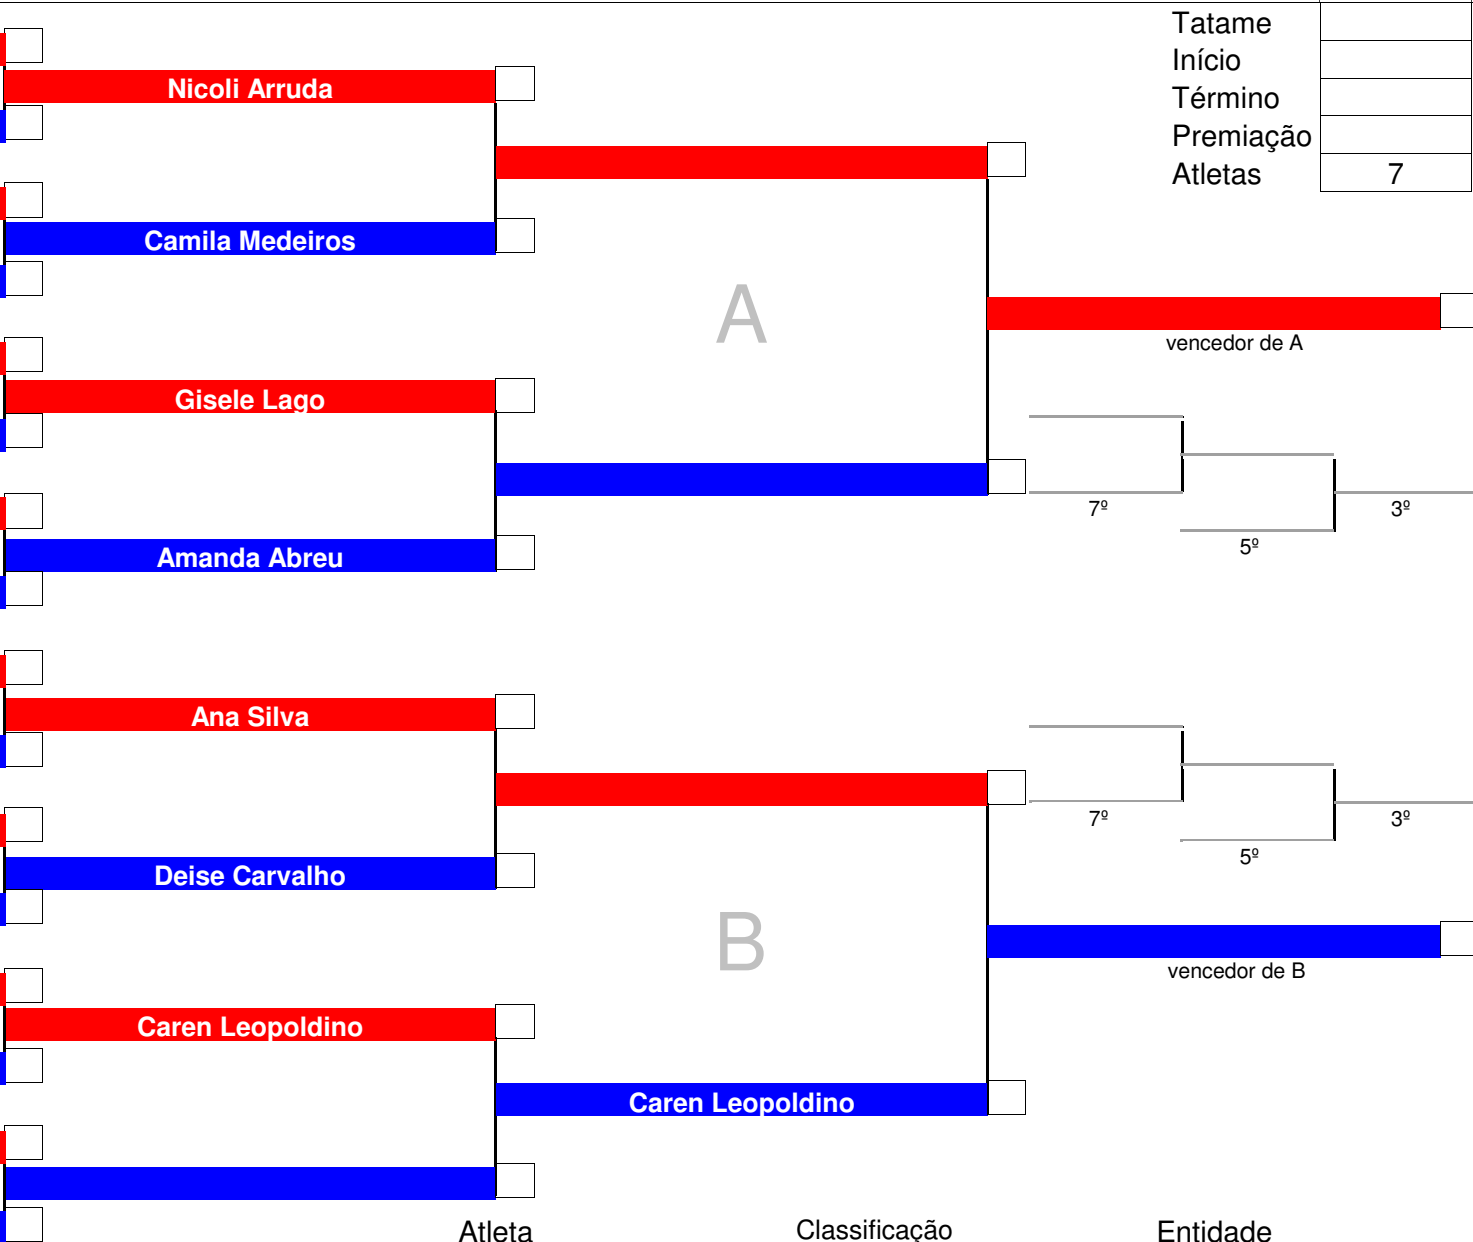 Tatame
Início
Término
Premiação
Atletas 7
Nicoli Arruda
Camila Medeiros
A
vencedor de A
Gisele Lago
7º
3º
5º
Amanda Abreu
Ana Silva
7º
3º
5º
Deise Carvalho
B
vencedor de B
Caren Leopoldino
Caren Leopoldino
Atleta Classificação Entidade